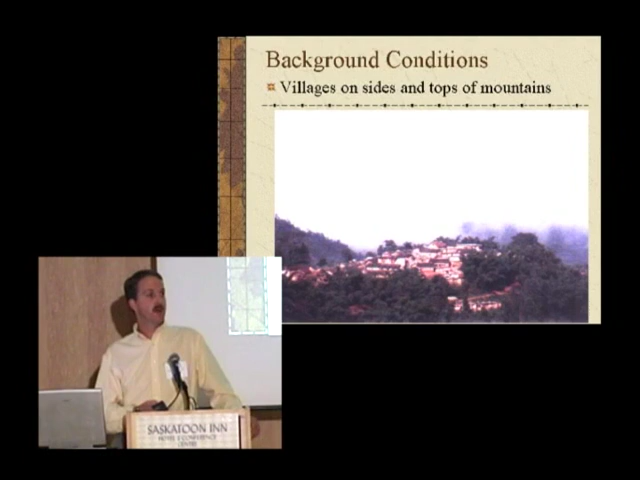 Background Conditions
Villages on sides and tops of mountains
SASKATOON INN
HOTEL & CONFERENCE
CENTRE